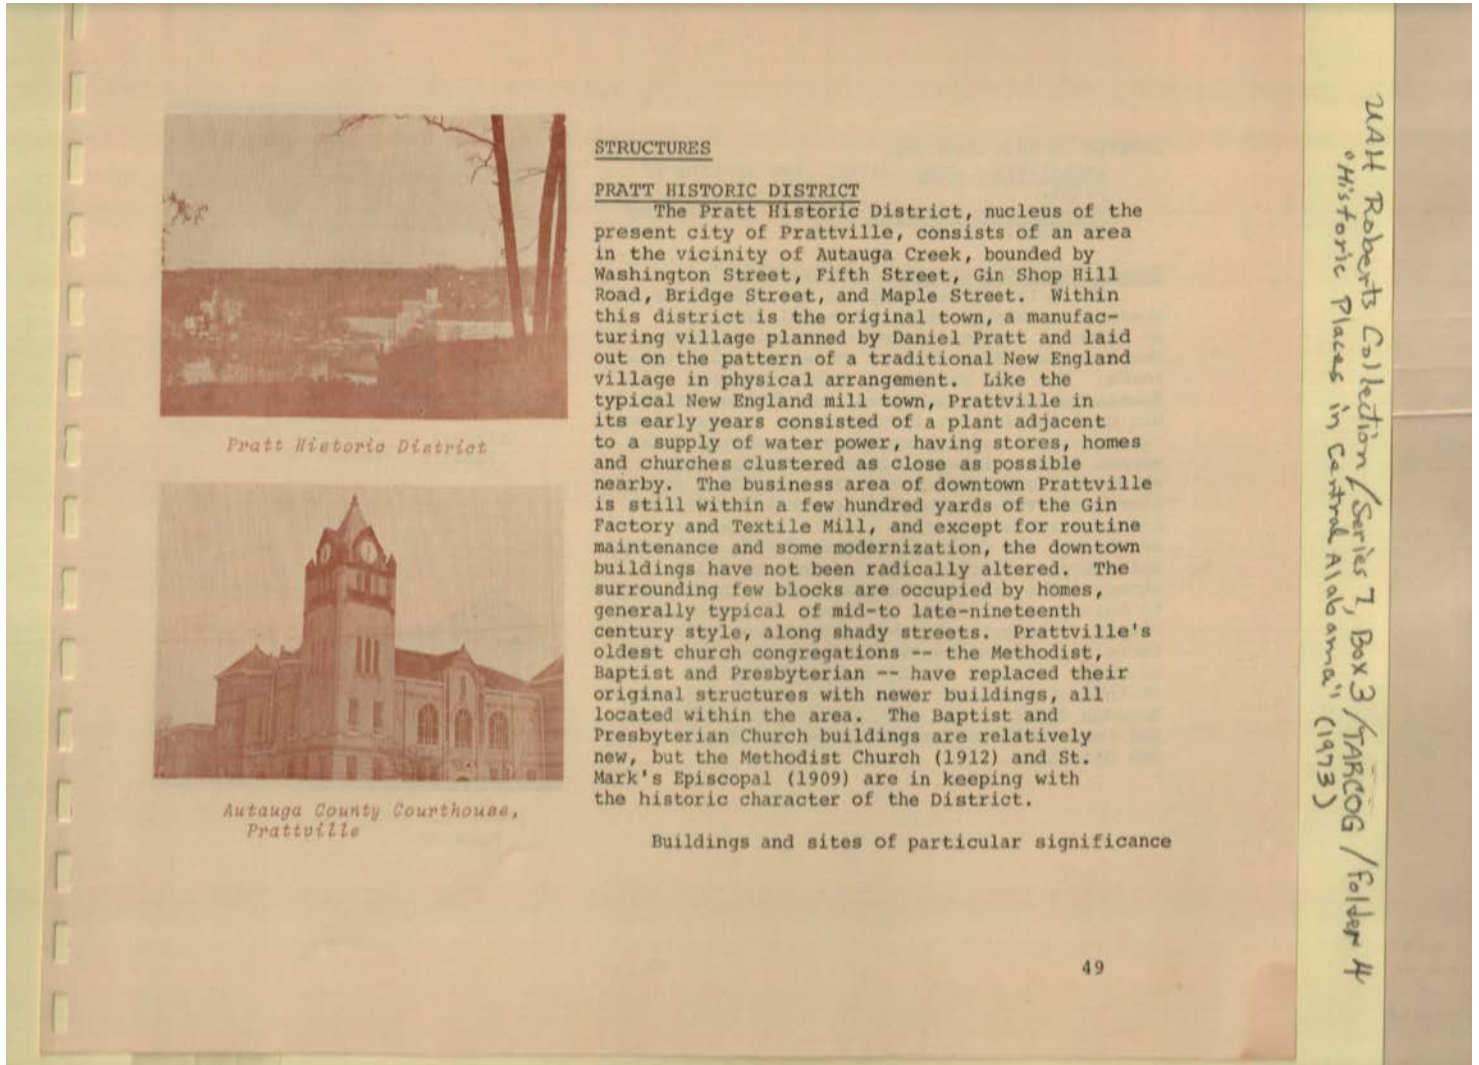 STRUCTURES
PRATT HISTORIC DISTRICT
The Pratt Historic District, nucleus of the
present city of Prattville, consists of an area
in the vicinity of Autauga Creek, bounded by
Washington Street, Fifth Street, Gin Shop Hill
Road, Bridge Street, and Maple Street.  Within
this district is the original town, a manufac-
turing village planned by Daniel Pratt and laid
out on the pattern of a traditional New England
village in physical arrangement.  Like the
typical New England mill town, Prattville in
its early years consisted of a plant adjacent
to a supply of water power, having stores, homes
and churches clustered as close as possible
nearby.  The business area of downtown Prattville
is still within a few hundred yards of the Gin
Factory and Textile Mill, and except for routine
maintenance and some modernization, the downtown
buildings have not been radically altered.  The
surrounding few blocks are occupied by homes,
generally typical of mid-to late-nineteenth
century style, along shady streets.  Prattville's
oldest church congregations -- the Methodist,
Baptist and Presbyterian -- have replaced their
original structures with newer buildings, all
located within the area.  The Baptist and
Presbyterian Church buildings are relatively
new, but the Methodist Church (1912) and St.
Mark's Episcopal (1909) are in keeping with
the historic character of the District.
Buildings and sites of particular significance
49
Pratt Historic District
Autauga County Courthouse,
Prattville
UAH Roberts Collection/Series 7, Box 3/TARCOG/Folder 4
"Historic Places in Central Alabama" (1973)